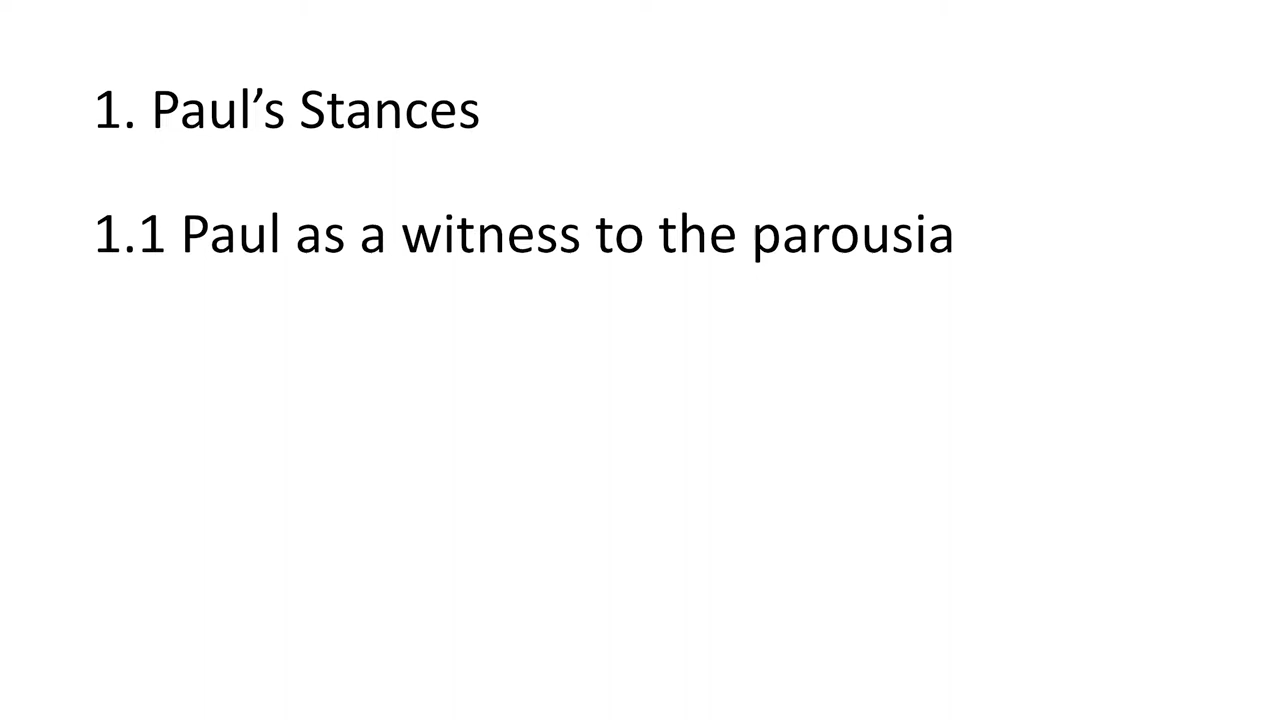 1. Paul’s Stances
1.1 Paul as a witness to the parousia